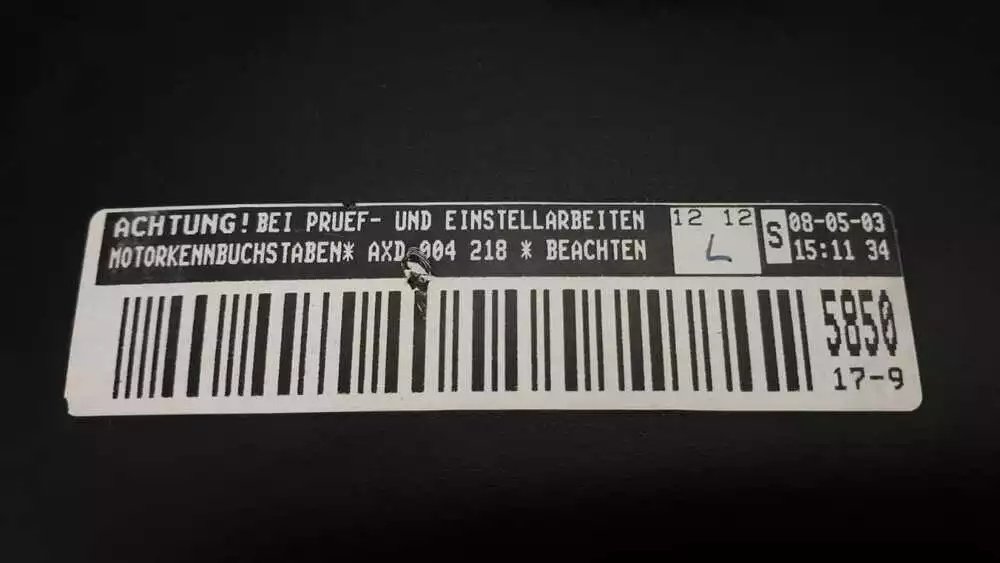 ACHTUNG! BEI PRUEF- UND EINSTELLARBEITEN
MOTORKENNBUCHSTABEN* AXD 004 218 * BEACHTEN
12 12
L
S
08-05-03
15:11 34
5850
17-9